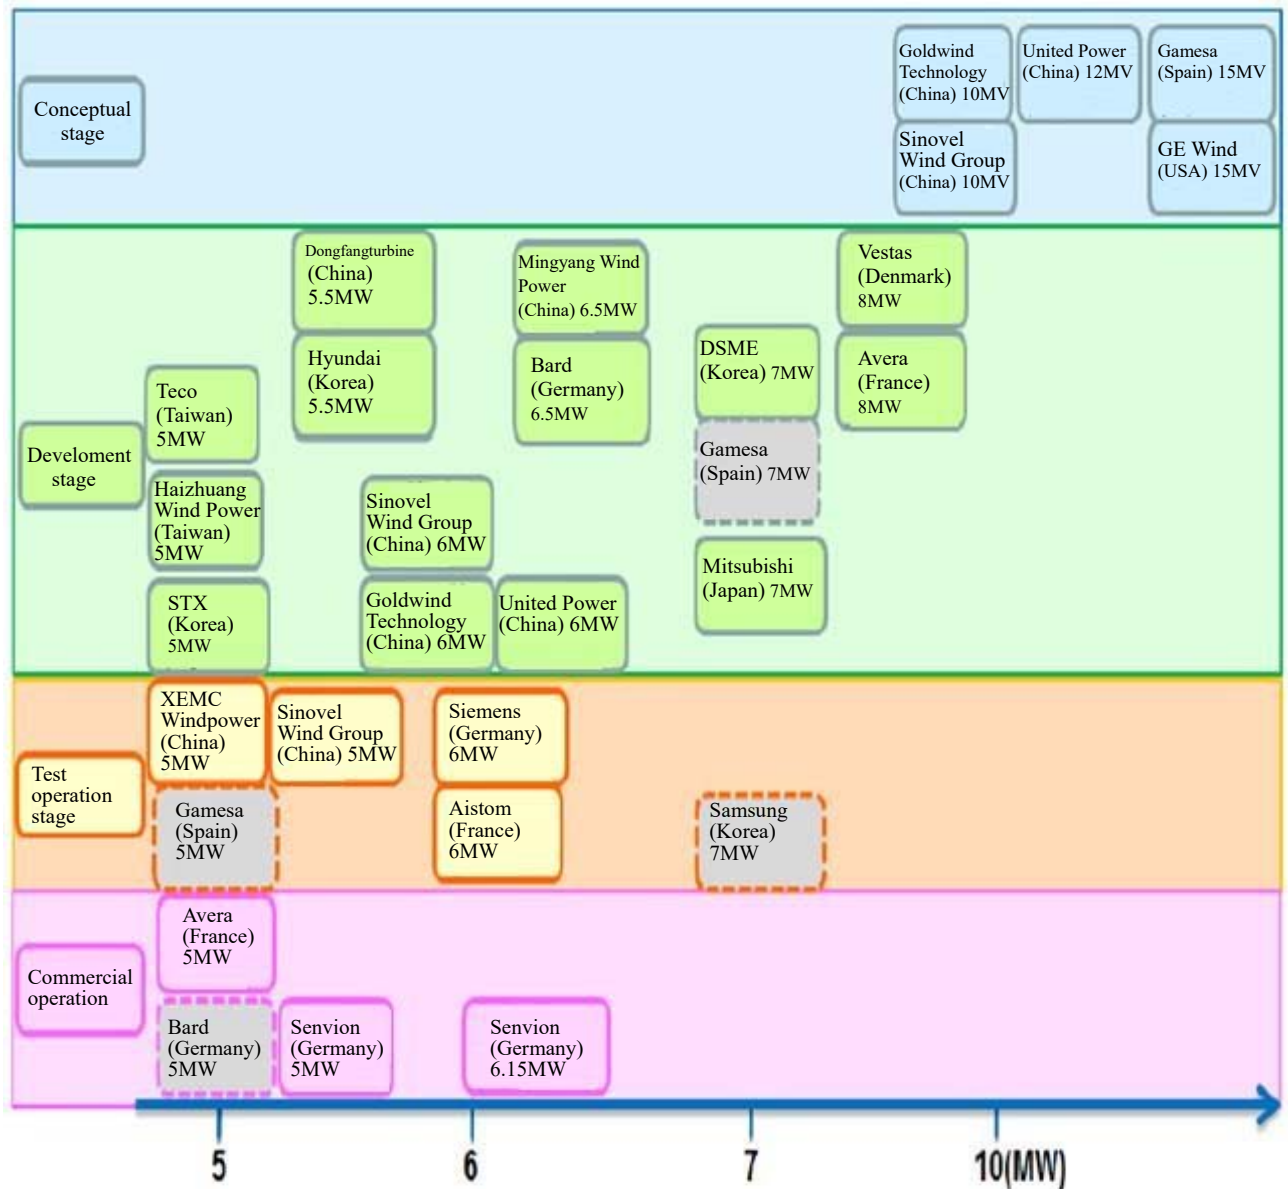 Conceptual
stage
Goldwind
Technology
(China) 10MV
United Power
(China) 12MV
Gamesa
(Spain) 15MV
Sinovel
Wind Group
(China) 10MV
GE Wind
(USA) 15MV
Develoment
stage
Dongfangturbine
(China)
5.5MW
Mingyang Wind
Power
(China) 6.5MW
Vestas
(Denmark)
8MW
Hyundai
(Korea)
5.5MW
Bard
(Germany)
6.5MW
DSME
(Korea) 7MW
Avera
(France)
8MW
Teco
(Taiwan)
5MW
Gamesa
(Spain) 7MW
Haizhuang
Wind Power
(Taiwan)
5MW
Sinovel
Wind Group
(China) 6MW
Mitsubishi
(Japan) 7MW
STX
(Korea)
5MW
Goldwind
Technology
(China) 6MW
United Power
(China) 6MW
Test
operation
stage
XEMC
Windpower
(China)
5MW
Sinovel
Wind Group
(China) 5MW
Siemens
(Germany)
6MW
Gamesa
(Spain)
5MW
Aistom
(France)
6MW
Samsung
(Korea)
7MW
Commercial
operation
Avera
(France)
5MW
Bard
(Germany)
5MW
Senvion
(Germany)
5MW
Senvion
(Germany)
6.15MW
5
6
7
10(MW)